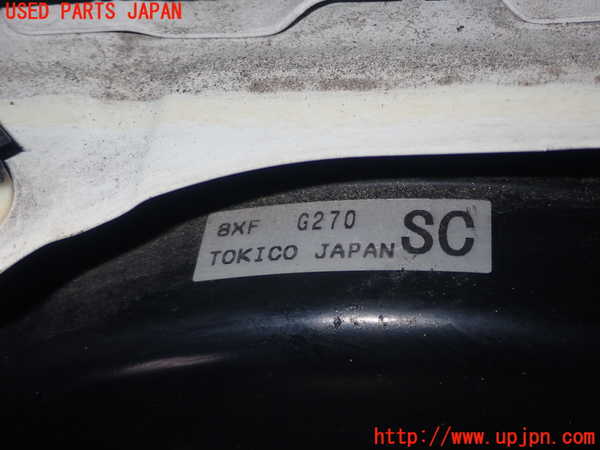 USED PARTS JAPAN
8XF G270 SC
TOKICO JAPAN
http://www.upjpn.com/